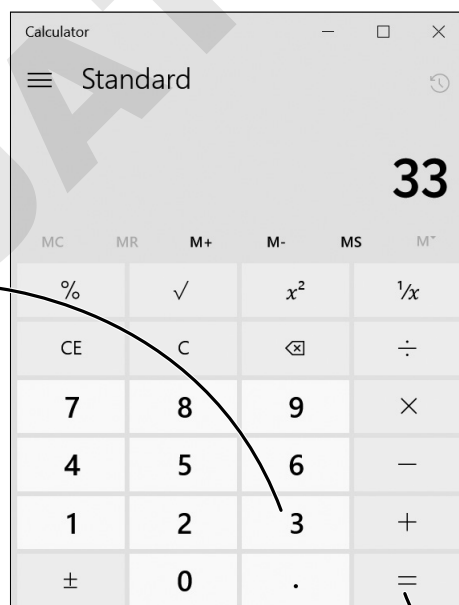 Calculator
Standard
33
MC MR M+ M- MS M˅
% √ x² ¹/x
CE C ⌫ ÷
7 8 9 ×
4 5 6 −
1 2 3 +
± 0 . =